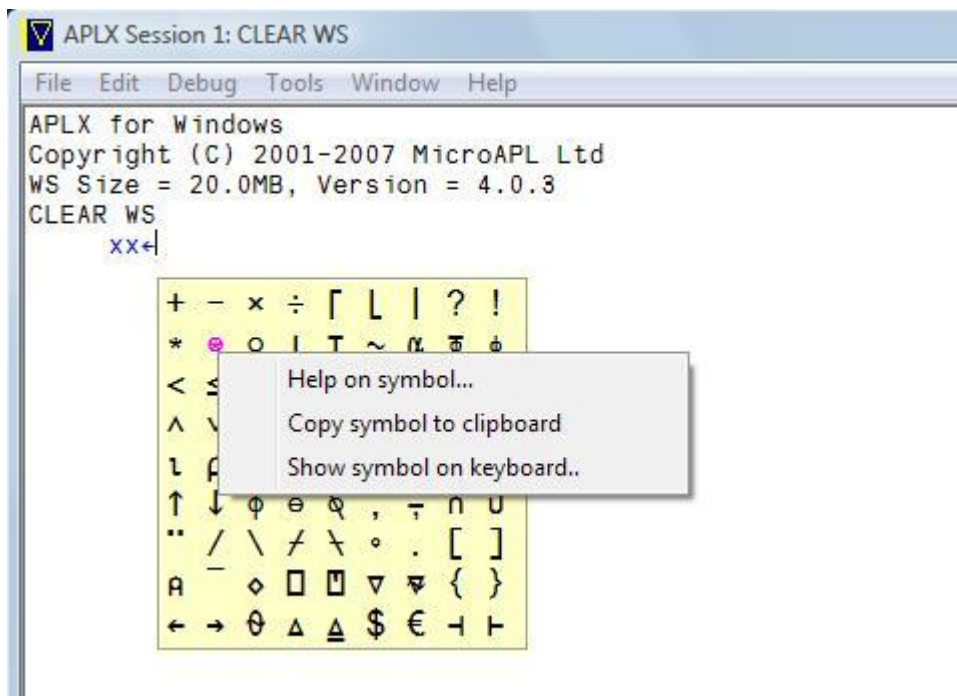 APLX Session 1: CLEAR WS
File Edit Debug Tools Window Help
APLX for Windows
Copyright (C) 2001-2007 MicroAPL Ltd
WS Size = 20.0MB, Version = 4.0.3
CLEAR WS
xx←
+ − × ÷ ⌈ ⌊ | ? !
* ⍟ ○ ~
< ≤
Help on symbol...
∧
Copy symbol to clipboard
⍳
Show symbol on keyboard..
↑ ↓ ⌽ ⊖ ⍉ , ⍪ ∩ ∪
¨ / \ ⌿ ⍀ ∘ . [ ]
⍝ ¯ ⋄ ⎕ ⍞ ∇ ⍫ { }
← → ∆ ⍙ $ € ⊣ ⊢